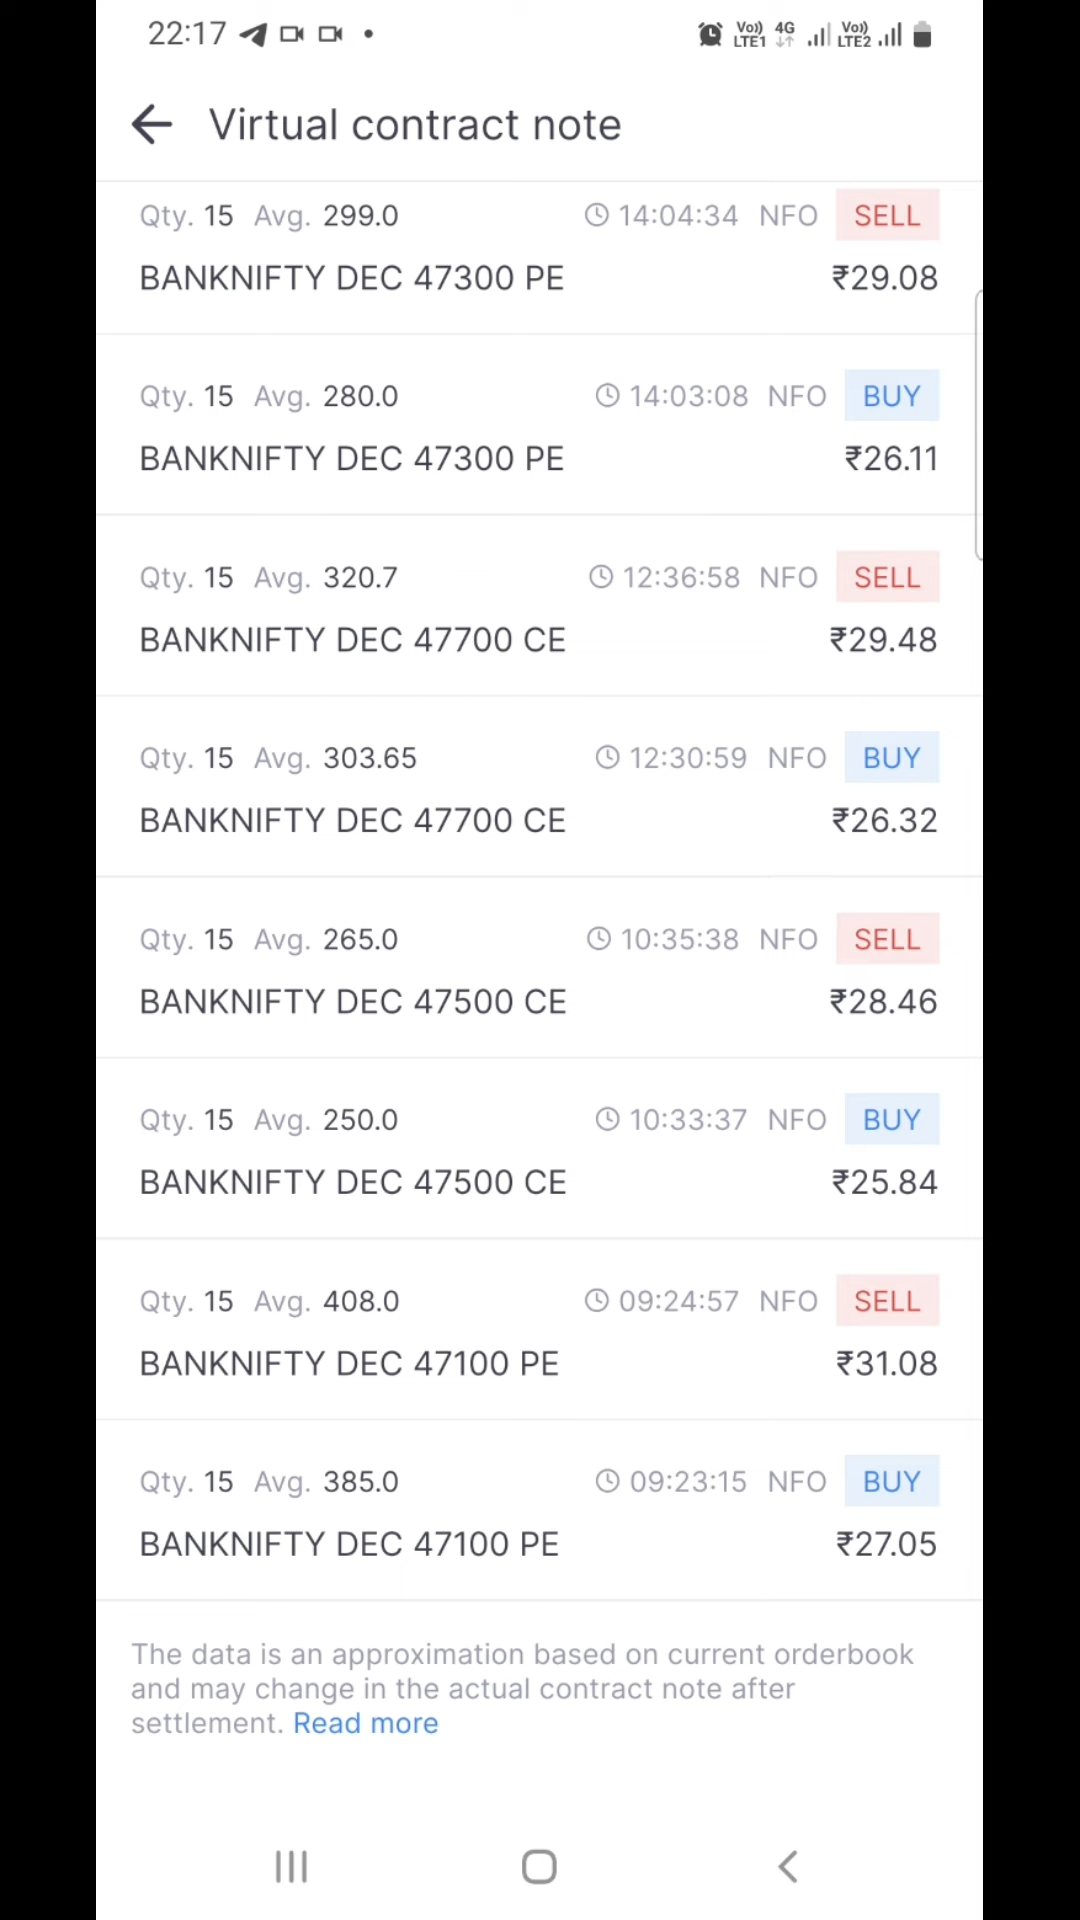 22:17 Vo)) LTE1 4G Vo)) LTE2
Virtual contract note
Qty. 15 Avg. 299.0 14:04:34 NFO SELL
BANKNIFTY DEC 47300 PE ₹29.08
Qty. 15 Avg. 280.0 14:03:08 NFO BUY
BANKNIFTY DEC 47300 PE ₹26.11
Qty. 15 Avg. 320.7 12:36:58 NFO SELL
BANKNIFTY DEC 47700 CE ₹29.48
Qty. 15 Avg. 303.65 12:30:59 NFO BUY
BANKNIFTY DEC 47700 CE ₹26.32
Qty. 15 Avg. 265.0 10:35:38 NFO SELL
BANKNIFTY DEC 47500 CE ₹28.46
Qty. 15 Avg. 250.0 10:33:37 NFO BUY
BANKNIFTY DEC 47500 CE ₹25.84
Qty. 15 Avg. 408.0 09:24:57 NFO SELL
BANKNIFTY DEC 47100 PE ₹31.08
Qty. 15 Avg. 385.0 09:23:15 NFO BUY
BANKNIFTY DEC 47100 PE ₹27.05
The data is an approximation based on current orderbook
and may change in the actual contract note after
settlement. Read more